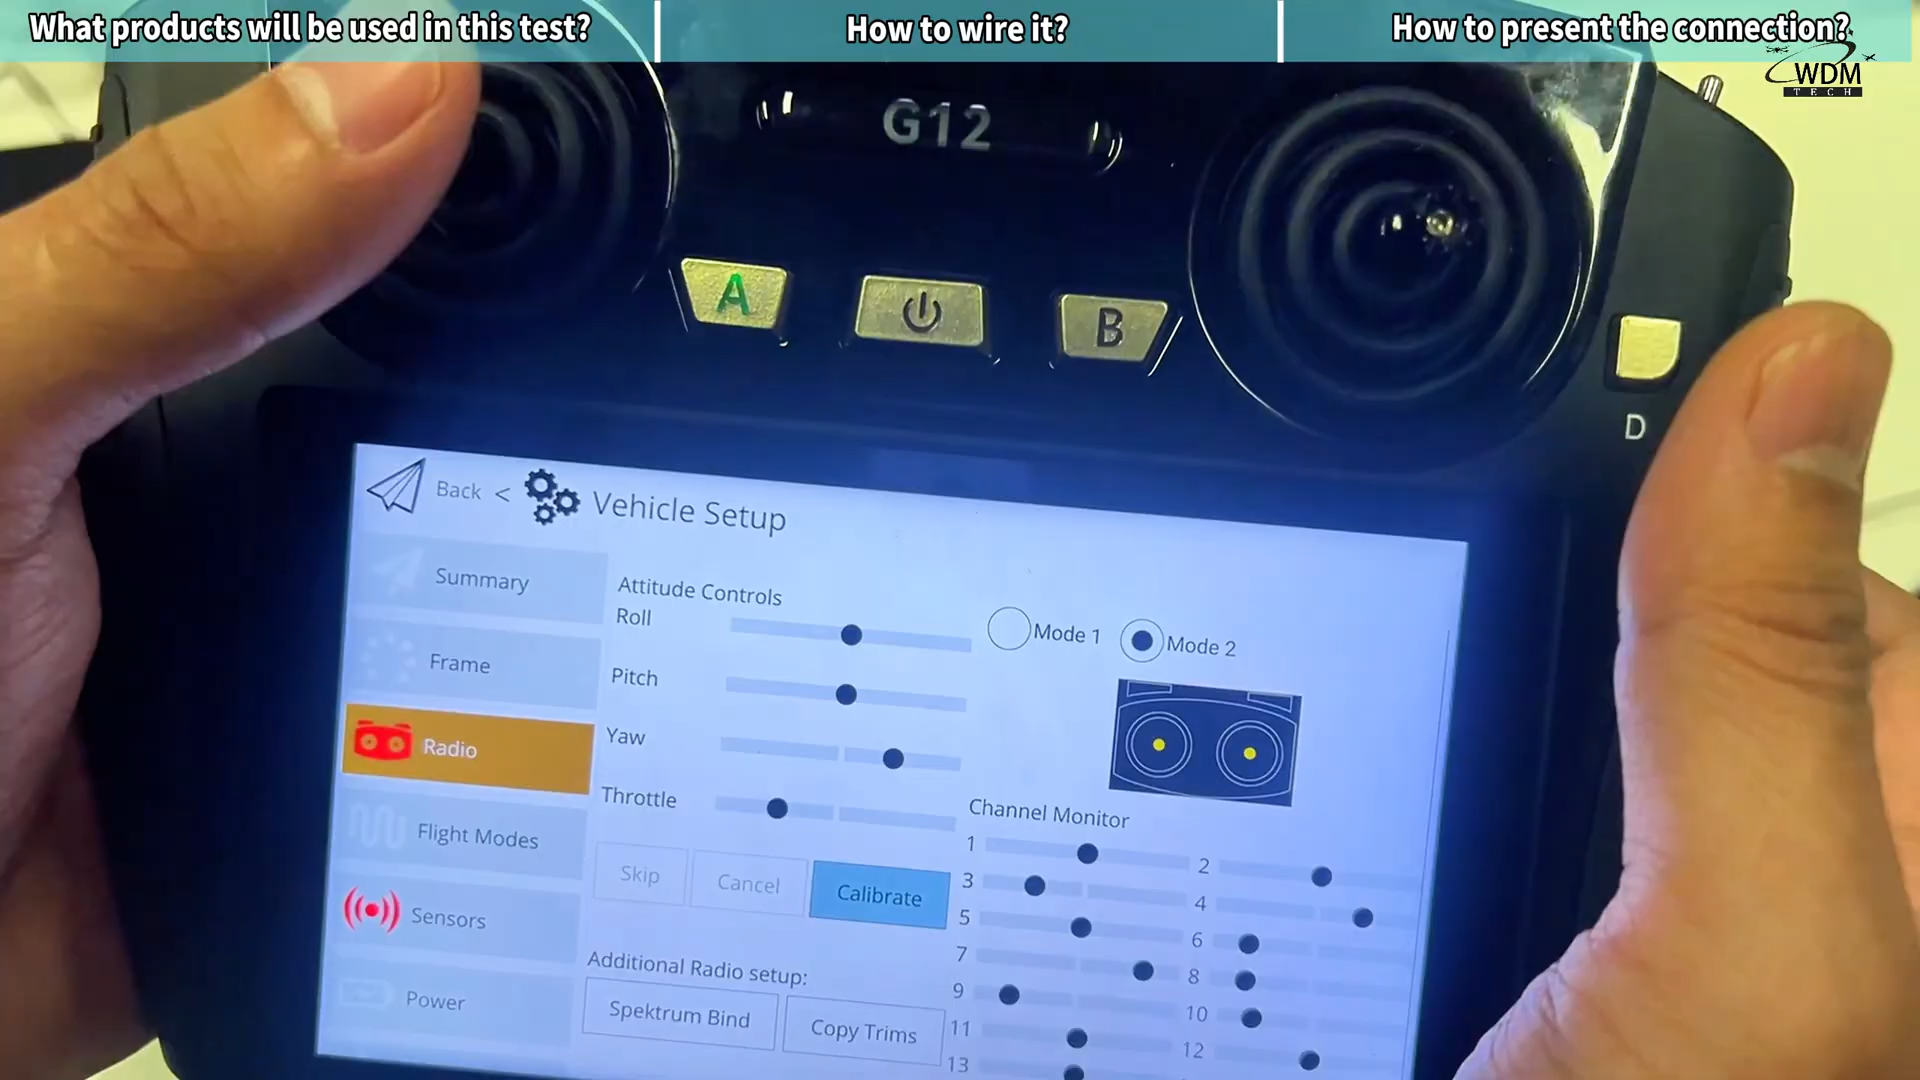 What products will be used in this test?
How to wire it?
How to present the connection?
WDM
TECH
G12
A
B
D
Back < Vehicle Setup
Summary
Frame
Radio
Flight Modes
Sensors
Power
Attitude Controls
Roll
Pitch
Yaw
Throttle
Skip
Cancel
Calibrate
Additional Radio setup:
Spektrum Bind
Copy Trims
Mode 1
Mode 2
Channel Monitor
1 2
3 4
5 6
7 8
9 10
11 12
13